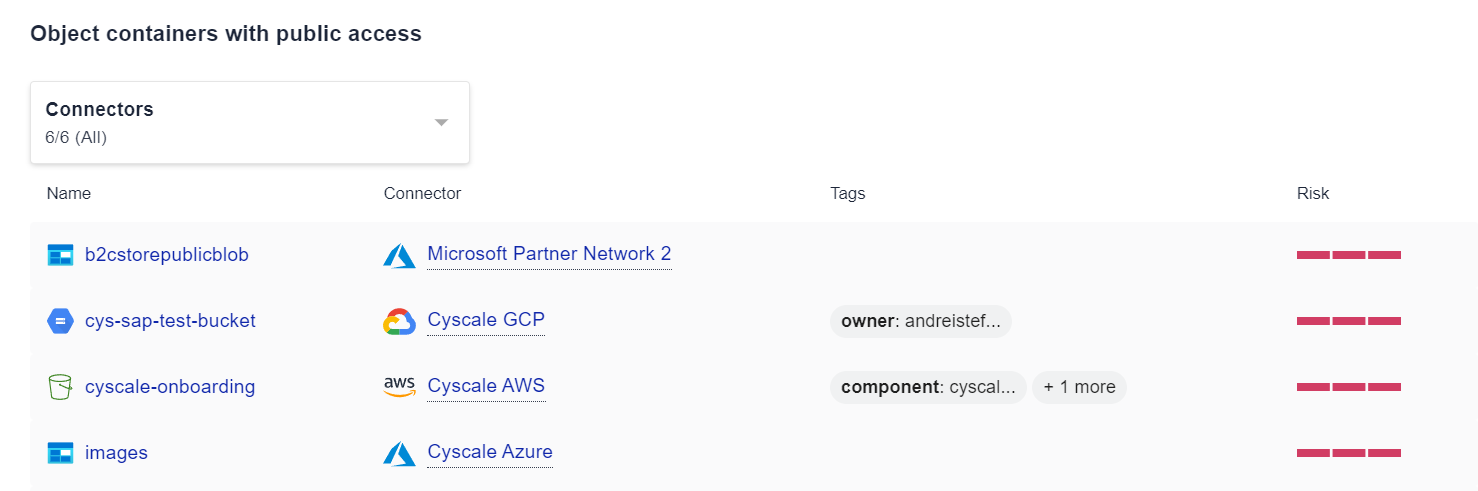 Object containers with public access
Connectors
6/6 (All)
Name Connector Tags Risk
b2cstorepublicblob Microsoft Partner Network 2
cys-sap-test-bucket Cyscale GCP owner: andreistef...
cyscale-onboarding aws Cyscale AWS component: cyscal... + 1 more
images Cyscale Azure